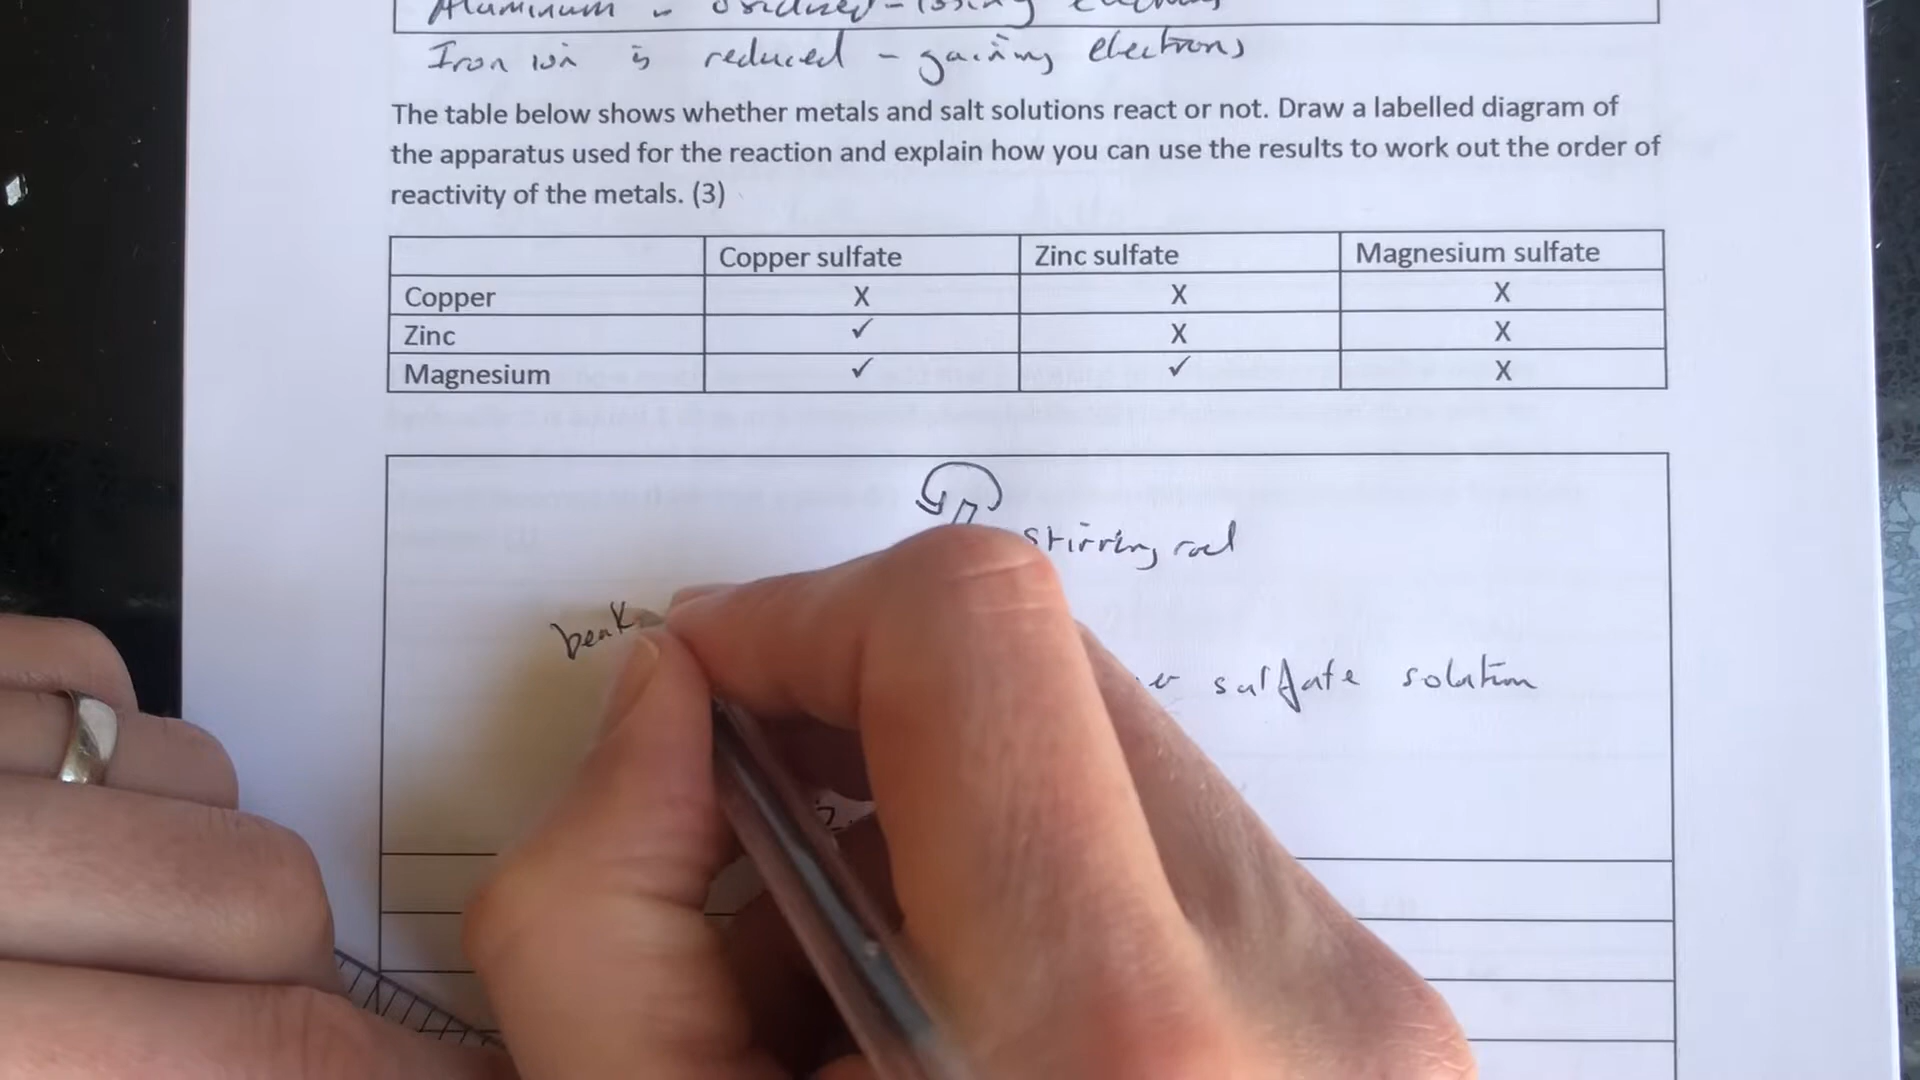 Iron ion is reduced - gaining electrons
The table below shows whether metals and salt solutions react or not. Draw a labelled diagram of
the apparatus used for the reaction and explain how you can use the results to work out the order of
reactivity of the metals. (3)
Copper sulfate Zinc sulfate Magnesium sulfate
Copper X X X
Zinc ✓ X X
Magnesium ✓ ✓ X
stirring rod
beak
sulfate solution